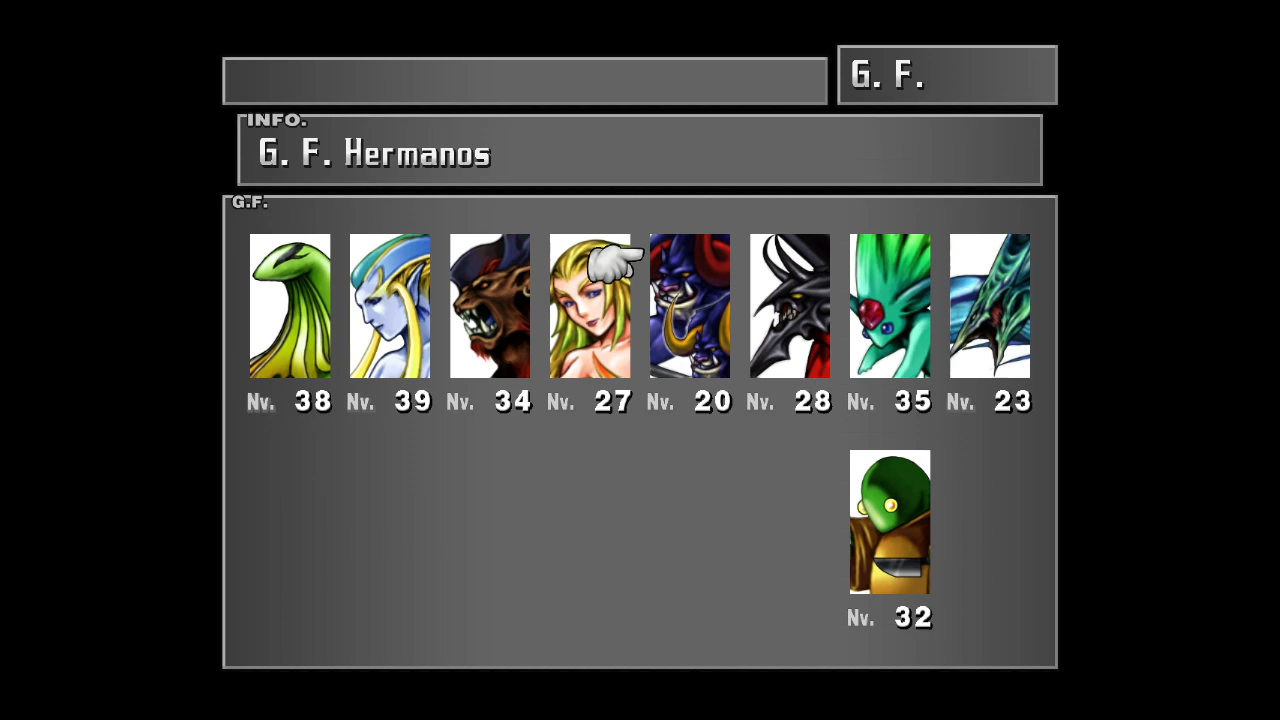 G. F.
INFO.
G. F. Hermanos
G.F.
Nv. 38 Nv. 39 Nv. 34 Nv. 27 Nv. 20 Nv. 28 Nv. 35 Nv. 23
Nv. 32